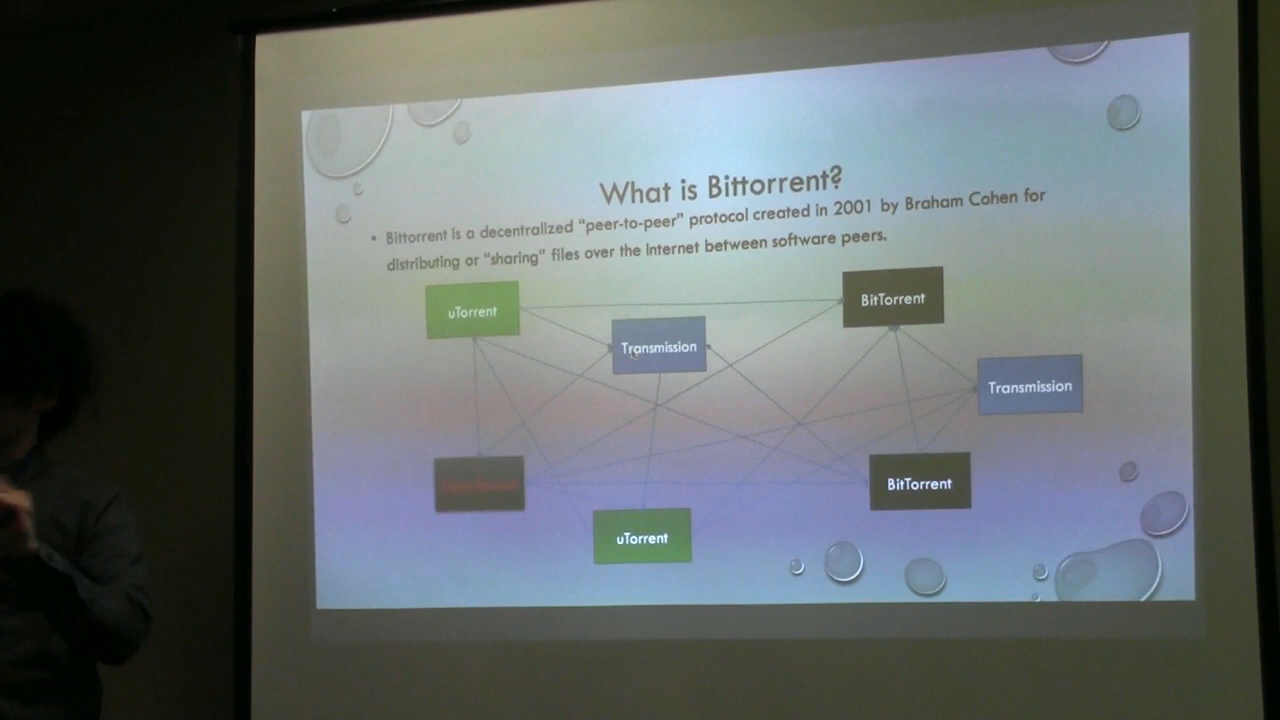 What is Bittorrent?
• Bittorrent is a decentralized “peer-to-peer” protocol created in 2001 by Braham Cohen for
distributing or “sharing” files over the Internet between software peers.
uTorrent
BitTorrent
Transmission
Transmission
BitTorrent
uTorrent